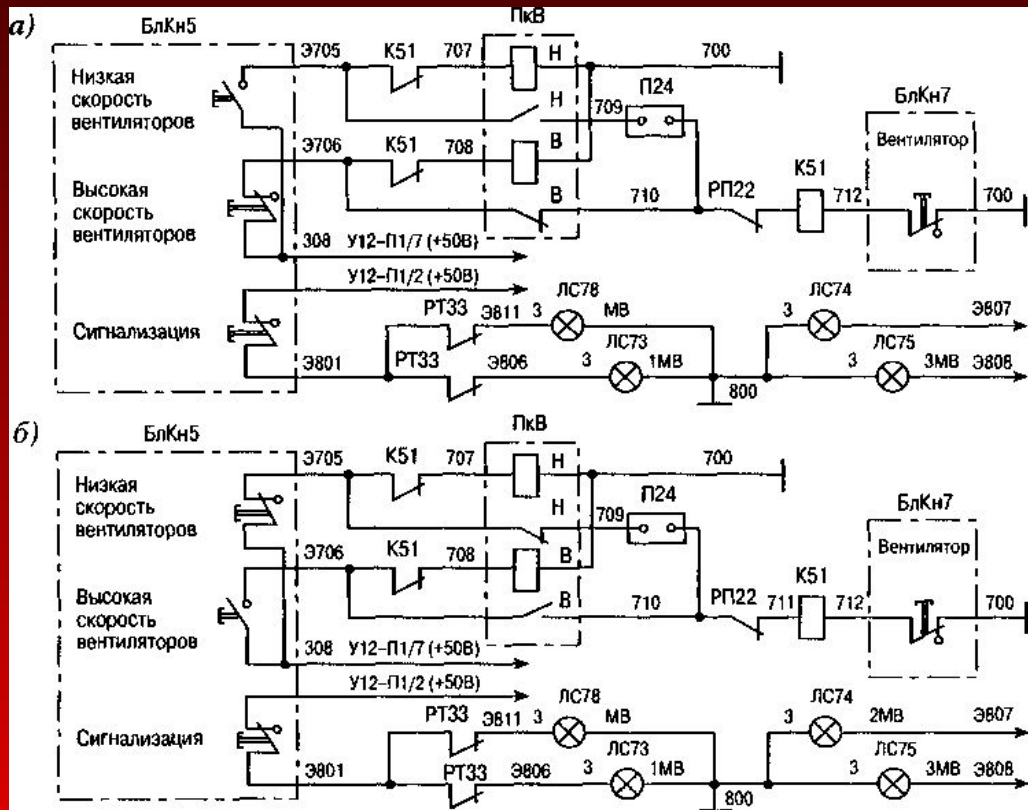 а)
БлКн5
Низкая
скорость
вентиляторов
Высокая
скорость
вентиляторов
Сигнализация
Э705
К51
707
ПкВ
Н
700
Н
709
П24
БлКн7
Вентилятор
Э706
К51
708
В
В
710
РП22
К51
712
700
308
У12-П1/7 (+50В)
У12-П1/2 (+50В)
РТ33
Э811
3
ЛС78
МВ
ЛС74
3
Э807
Э801
РТ33
Э806
3
ЛС73
1МВ
800
ЛС75
3
3МВ
Э808
б)
БлКн5
Низкая
скорость
вентиляторов
Высокая
скорость
вентиляторов
Сигнализация
Э705
К51
707
ПкВ
Н
700
Н
709
П24
БлКн7
Вентилятор
Э706
К51
708
В
В
710
РП22
711
К51
712
700
308
У12-П1/7 (+50В)
У12-П1/2 (+50В)
РТ33
Э811
3
ЛС78
МВ
ЛС74
3
2МВ
Э807
Э801
РТ33
Э806
3
ЛС73
1МВ
800
ЛС75
3
3МВ
Э808